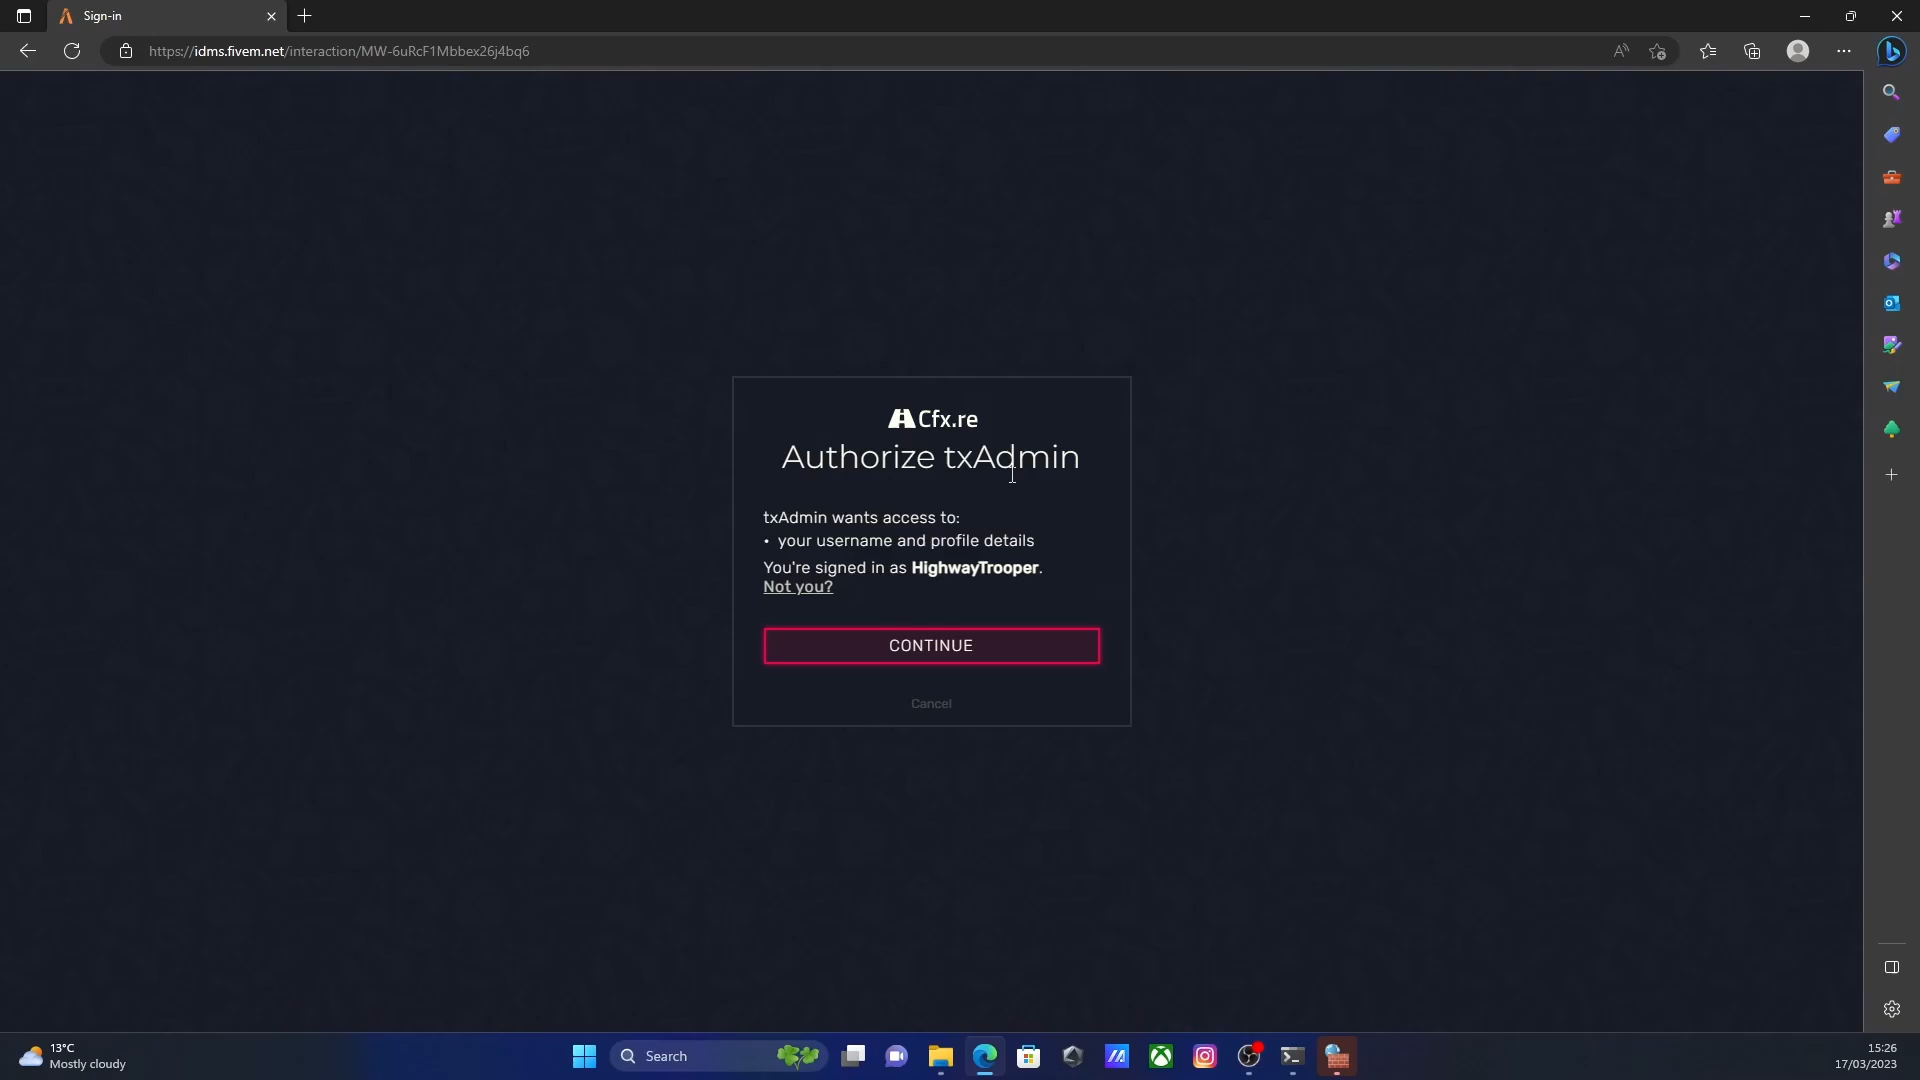 Sign-in
https://idms.fivem.net/interaction/MW-6uRcF1Mbbex26j4bq6
Cfx.re
Authorize txAdmin
txAdmin wants access to:
• your username and profile details
You're signed in as HighwayTrooper.
Not you?
CONTINUE
Cancel
13°C
Mostly cloudy
Search
15:26
17/03/2023